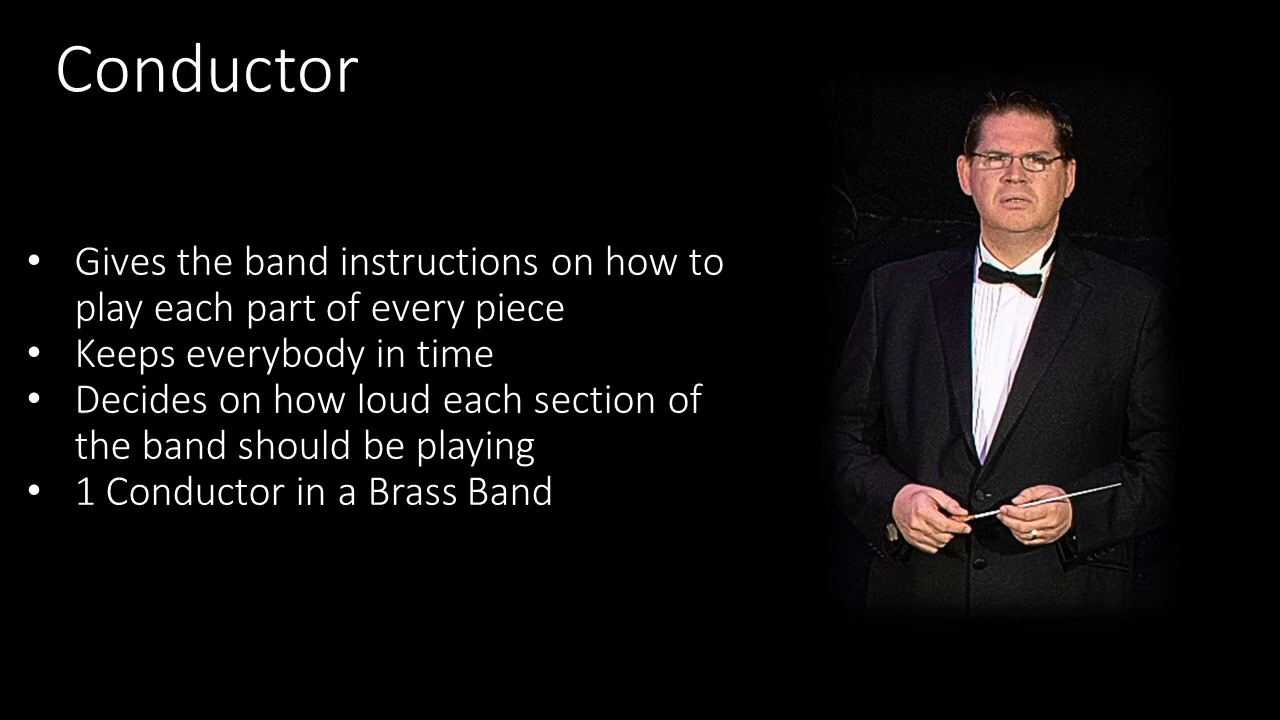 Conductor
• Gives the band instructions on how to
play each part of every piece
• Keeps everybody in time
• Decides on how loud each section of
the band should be playing
• 1 Conductor in a Brass Band